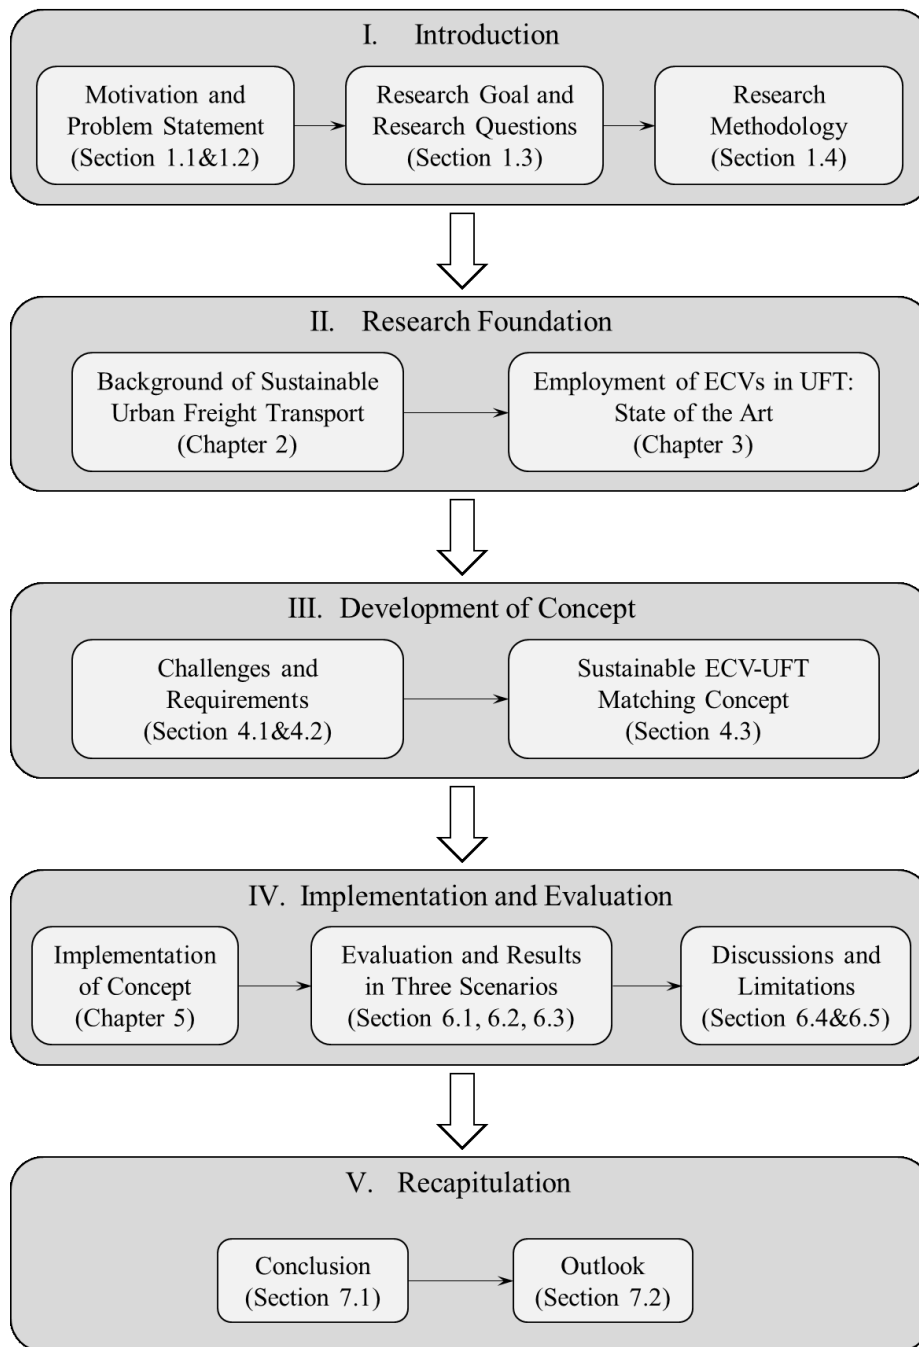 I. Introduction
Motivation and
Problem Statement
(Section 1.1&1.2)
Research Goal and
Research Questions
(Section 1.3)
Research
Methodology
(Section 1.4)
II. Research Foundation
Background of Sustainable
Urban Freight Transport
(Chapter 2)
Employment of ECVs in UFT:
State of the Art
(Chapter 3)
III. Development of Concept
Challenges and
Requirements
(Section 4.1&4.2)
Sustainable ECV-UFT
Matching Concept
(Section 4.3)
IV. Implementation and Evaluation
Implementation
of Concept
(Chapter 5)
Evaluation and Results
in Three Scenarios
(Section 6.1, 6.2, 6.3)
Discussions and
Limitations
(Section 6.4&6.5)
V. Recapitulation
Conclusion
(Section 7.1)
Outlook
(Section 7.2)